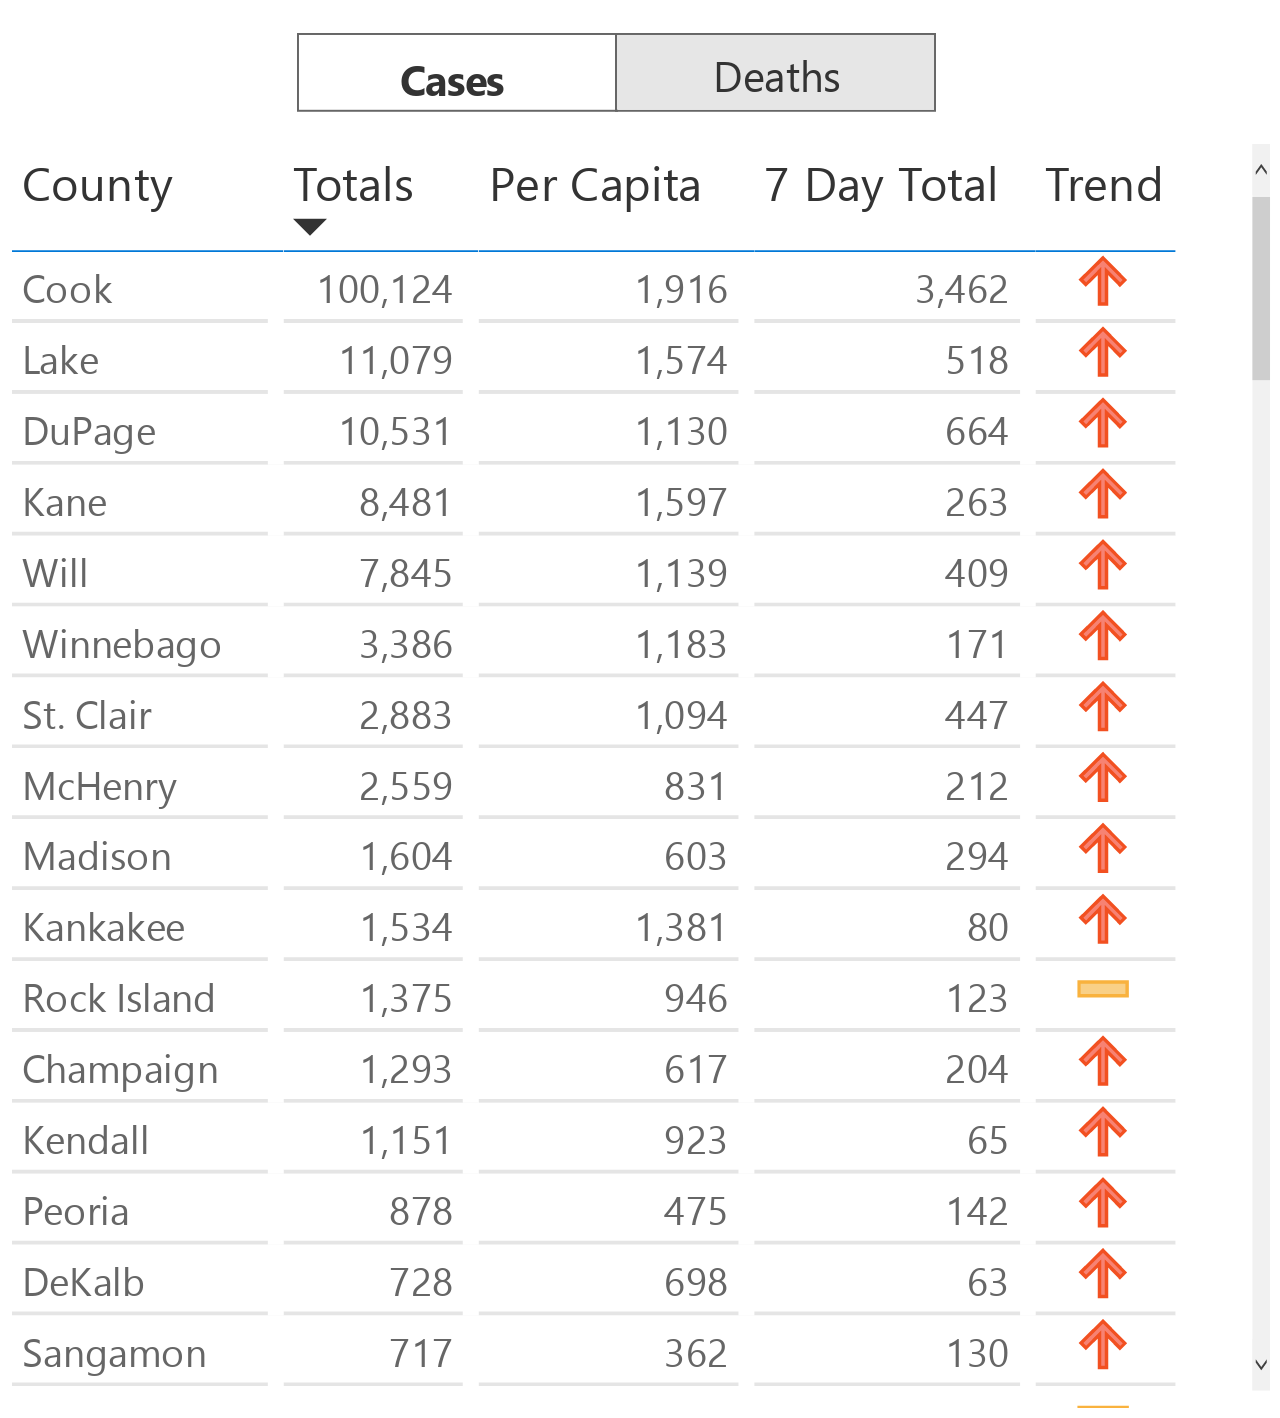 Cases Deaths
County Totals Per Capita 7 Day Total Trend
Cook 100,124 1,916 3,462
Lake 11,079 1,574 518
DuPage 10,531 1,130 664
Kane 8,481 1,597 263
Will 7,845 1,139 409
Winnebago 3,386 1,183 171
St. Clair 2,883 1,094 447
McHenry 2,559 831 212
Madison 1,604 603 294
Kankakee 1,534 1,381 80
Rock Island 1,375 946 123
Champaign 1,293 617 204
Kendall 1,151 923 65
Peoria 878 475 142
DeKalb 728 698 63
Sangamon 717 362 130